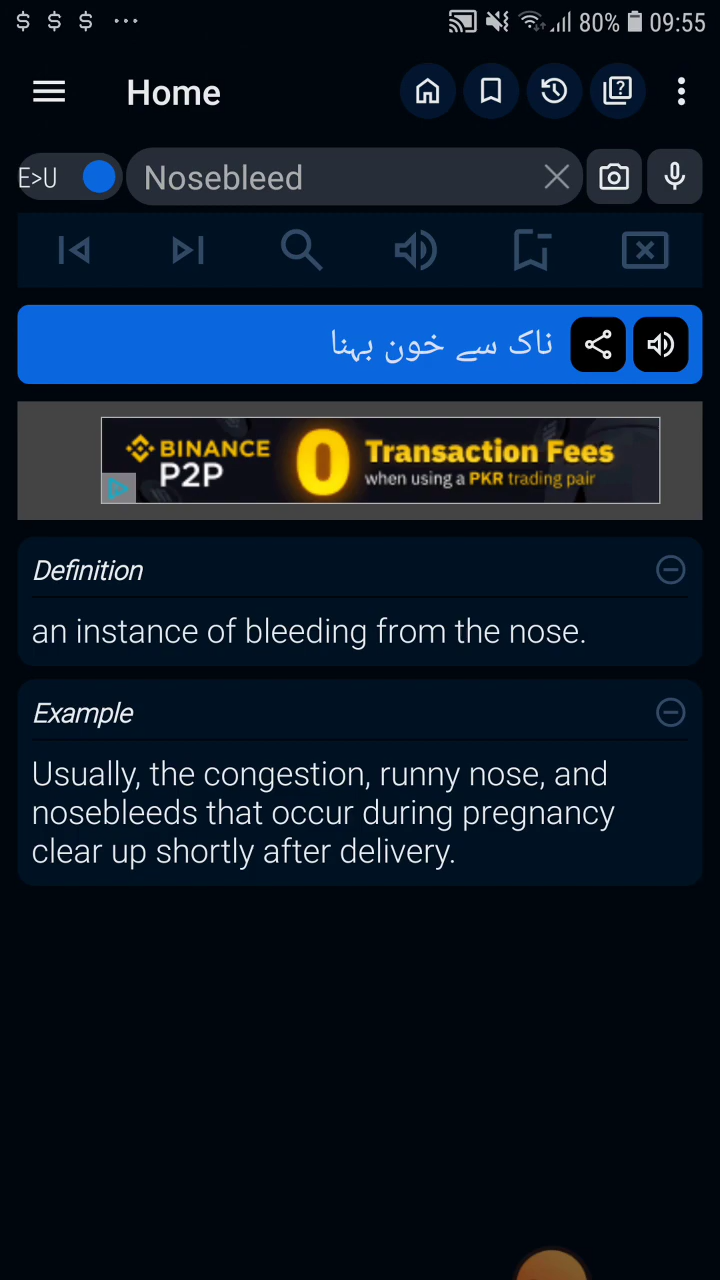 $ $ $ ... 80% 09:55
Home
E>U Nosebleed
ناک سے خون بہنا
BINANCE
P2P
0
Transaction Fees
when using a PKR trading pair
Definition
an instance of bleeding from the nose.
Example
Usually, the congestion, runny nose, and
nosebleeds that occur during pregnancy
clear up shortly after delivery.